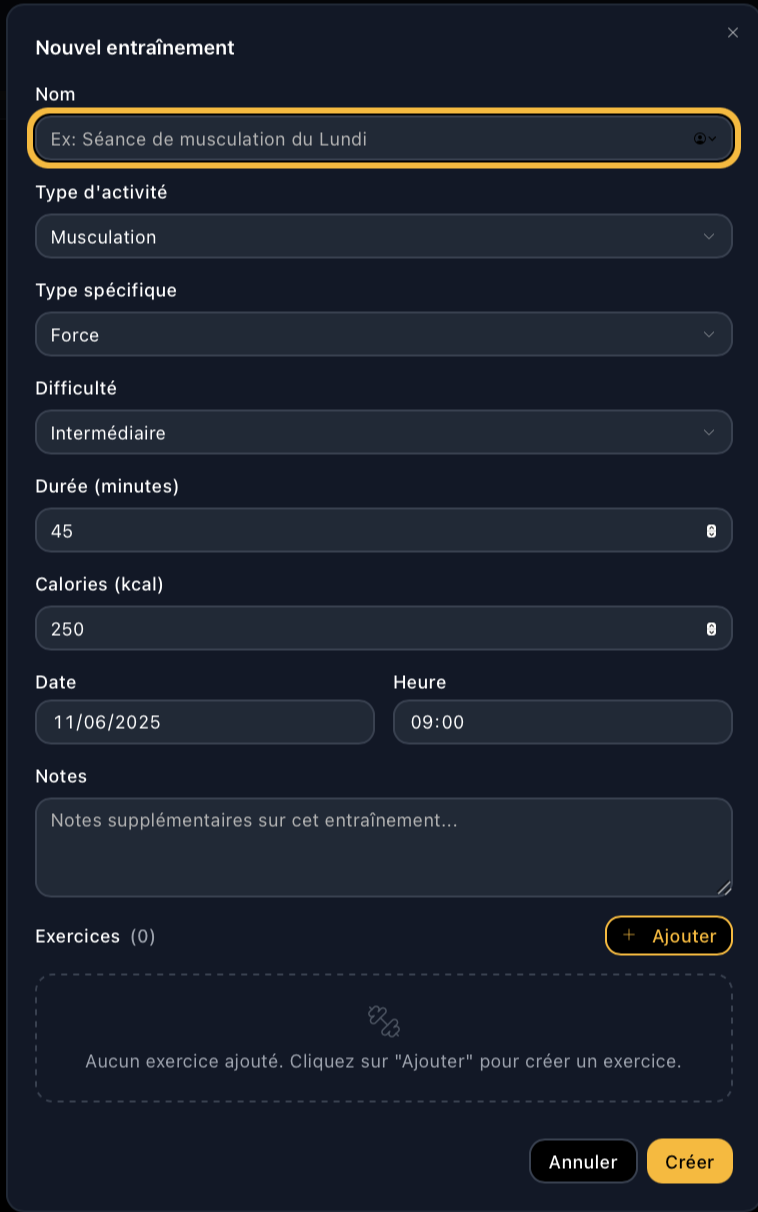 Nouvel entraînement
Nom
Ex: Séance de musculation du Lundi
Type d'activité
Musculation
Type spécifique
Force
Difficulté
Intermédiaire
Durée (minutes)
45
Calories (kcal)
250
Date
Heure
11/06/2025
09:00
Notes
Notes supplémentaires sur cet entraînement...
Exercices (0)
+ Ajouter
Aucun exercice ajouté. Cliquez sur "Ajouter" pour créer un exercice.
Annuler
Créer